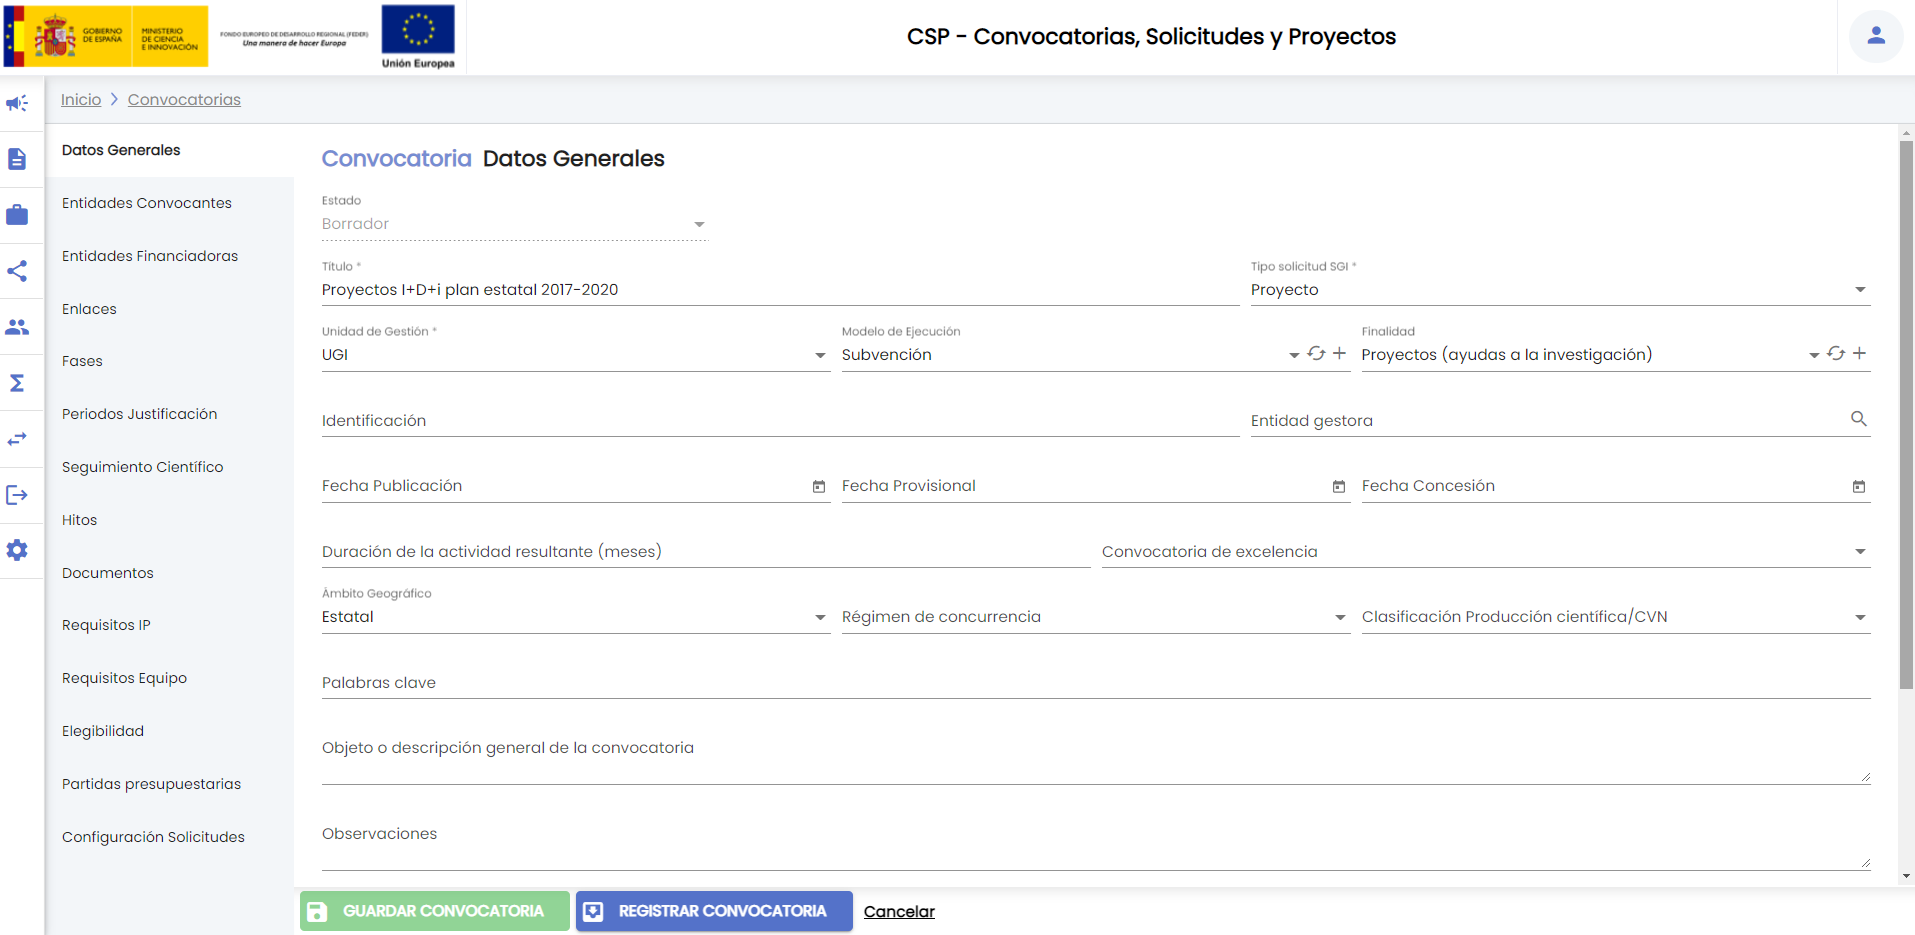 GOBIERNO
DE ESPAÑA
MINISTERIO
DE CIENCIA
E INNOVACIÓN
FONDO EUROPEO DE DESARROLLO REGIONAL (FEDER)
Una manera de hacer Europa
Unión Europea
CSP - Convocatorias, Solicitudes y Proyectos
Inicio > Convocatorias
Datos Generales
Entidades Convocantes
Entidades Financiadoras
Enlaces
Fases
Periodos Justificación
Seguimiento Científico
Hitos
Documentos
Requisitos IP
Requisitos Equipo
Elegibilidad
Partidas presupuestarias
Configuración Solicitudes
Convocatoria Datos Generales
Estado
Borrador
Título *
Proyectos I+D+i plan estatal 2017-2020
Tipo solicitud SGI *
Proyecto
Unidad de Gestión *
UGI
Modelo de Ejecución
Subvención
Finalidad
Proyectos (ayudas a la investigación)
Identificación
Entidad gestora
Fecha Publicación
Fecha Provisional
Fecha Concesión
Duración de la actividad resultante (meses)
Convocatoria de excelencia
Ámbito Geográfico
Estatal
Régimen de concurrencia
Clasificación Producción científica/CVN
Palabras clave
Objeto o descripción general de la convocatoria
Observaciones
GUARDAR CONVOCATORIA
REGISTRAR CONVOCATORIA
Cancelar